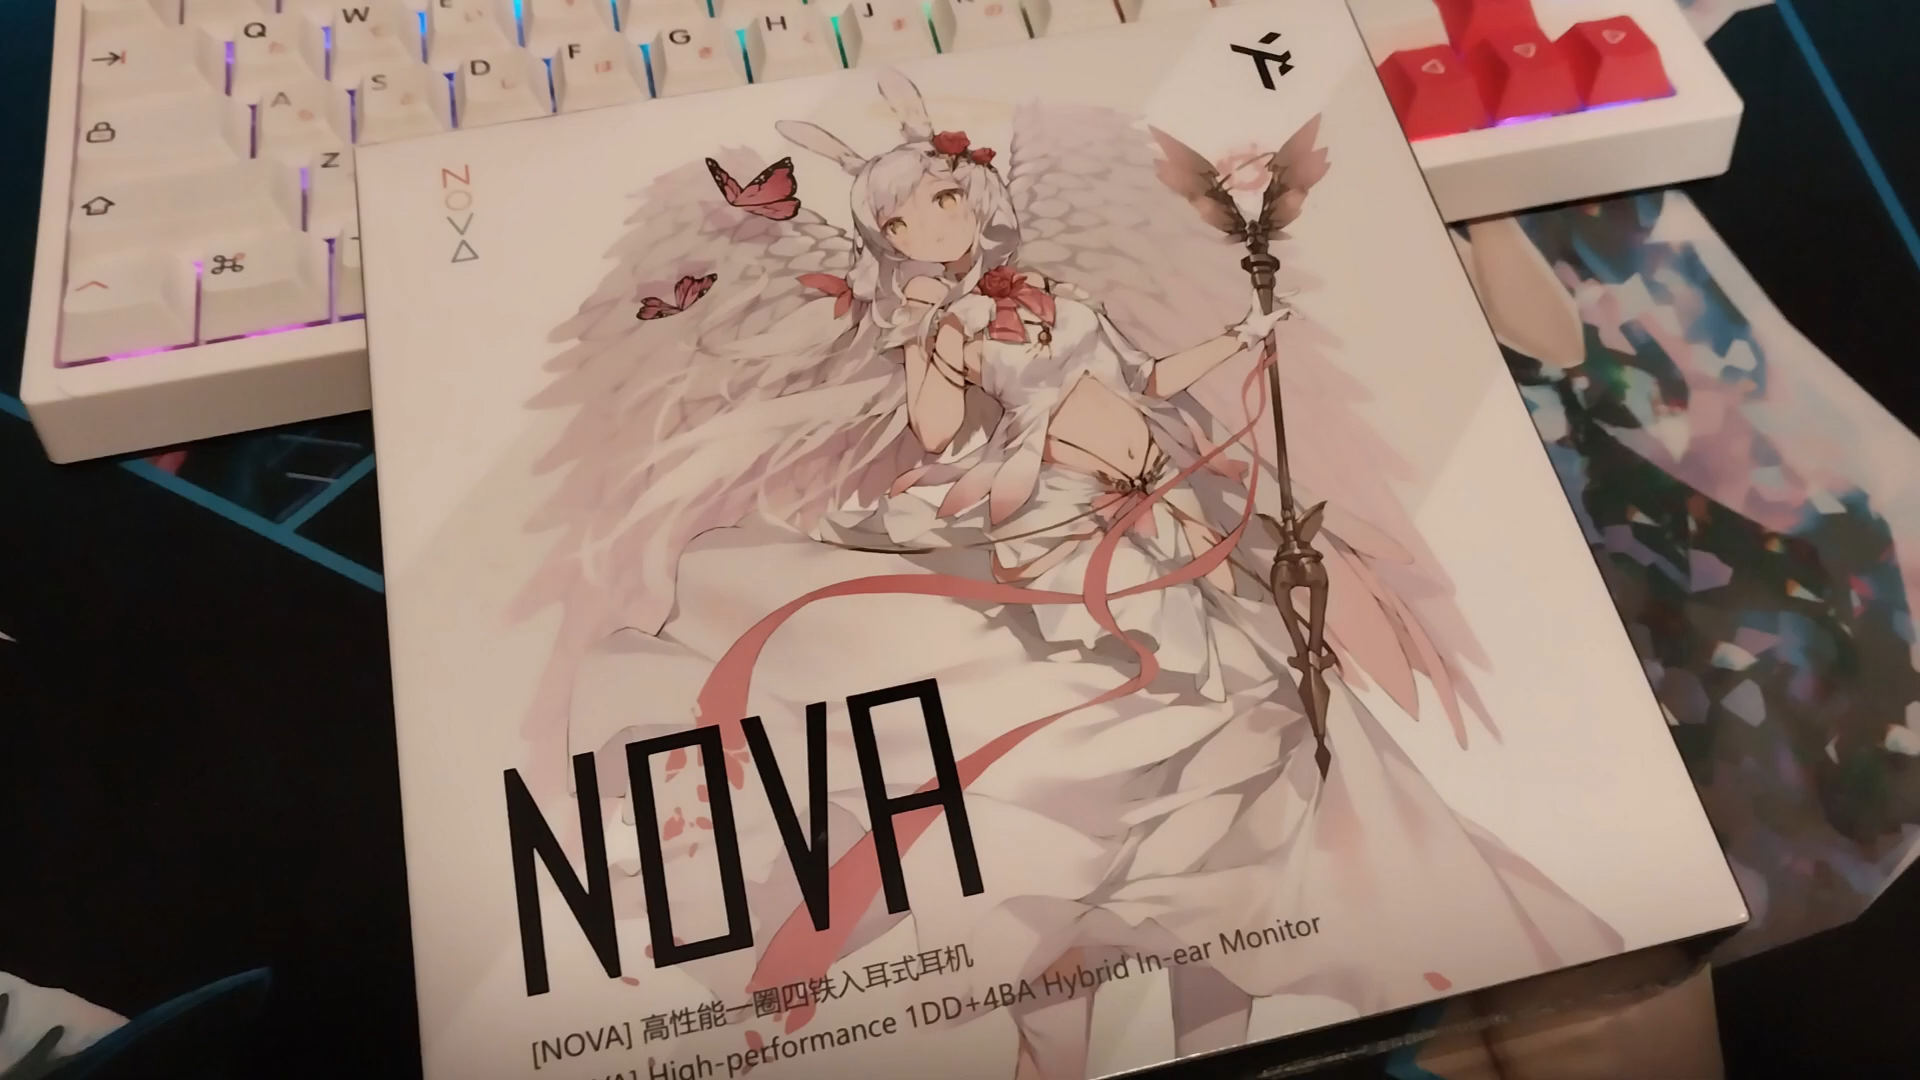 Q W E
A S D F G H J K
Z
NOVA
NOVA
[NOVA] 高性能一圈四铁入耳式耳机
High-performance 1DD+4BA Hybrid In-ear Monitor